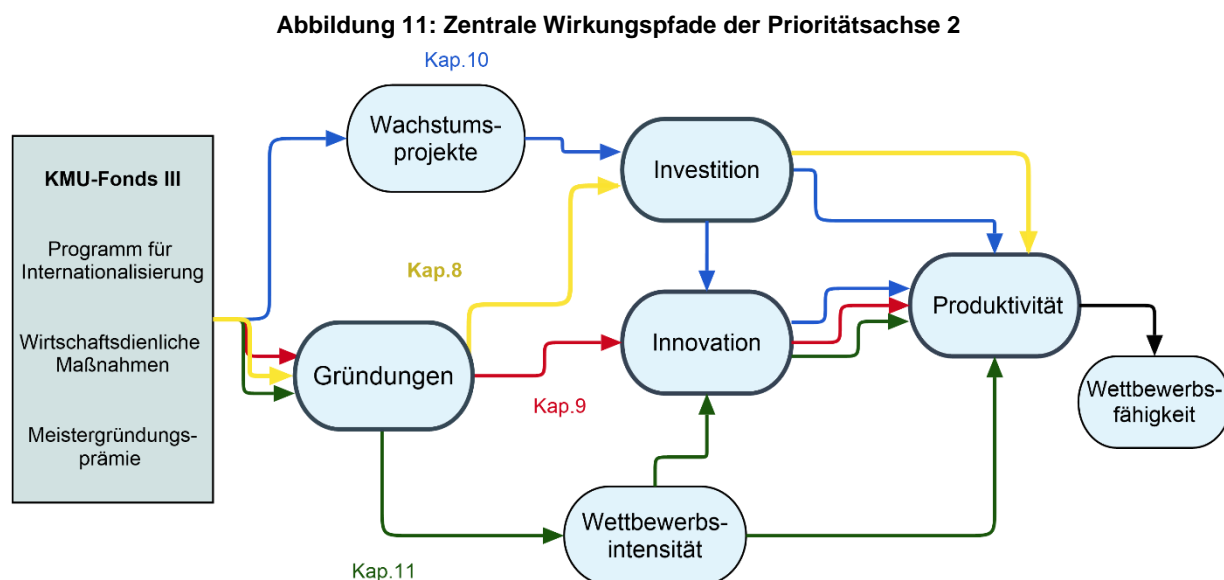 Abbildung 11: Zentrale Wirkungspfade der Prioritätsachse 2
Kap.10
Wachstums-
projekte
KMU-Fonds III
Programm für
Internationalisierung
Wirtschaftsdienliche
Maßnahmen
Meistergründungs-
prämie
Investition
Kap.8
Gründungen
Innovation
Kap.9
Produktivität
Wettbewerbs-
fähigkeit
Wettbewerbs-
intensität
Kap.11